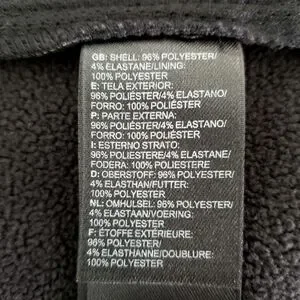 GB: SHELL: 96% POLYESTER/
4% ELASTANE/LINING:
100% POLYESTER
E: TELA EXTERIOR:
96% POLIÉSTER/4% ELASTANO/
FORRO: 100% POLIÉSTER
P: PARTE EXTERNA:
96% POLIÉSTER/4% ELASTANO/
FORRO: 100% POLIÉSTER
I: ESTERNO STRATO:
96% POLIESTERE/4% ELASTANE/
FODERA: 100% POLIESTERE
D: OBERSTOFF: 96% POLYESTER/
4% ELASTHAN/FUTTER:
100% POLYESTER
NL: OMHULSEL: 96% POLYESTER/
4% ELASTAAN/VOERING:
100% POLYESTER
F: ÉTOFFE EXTÉRIEURE:
96% POLYESTER/
4% ELASTHANNE/DOUBLURE:
100% POLYESTER